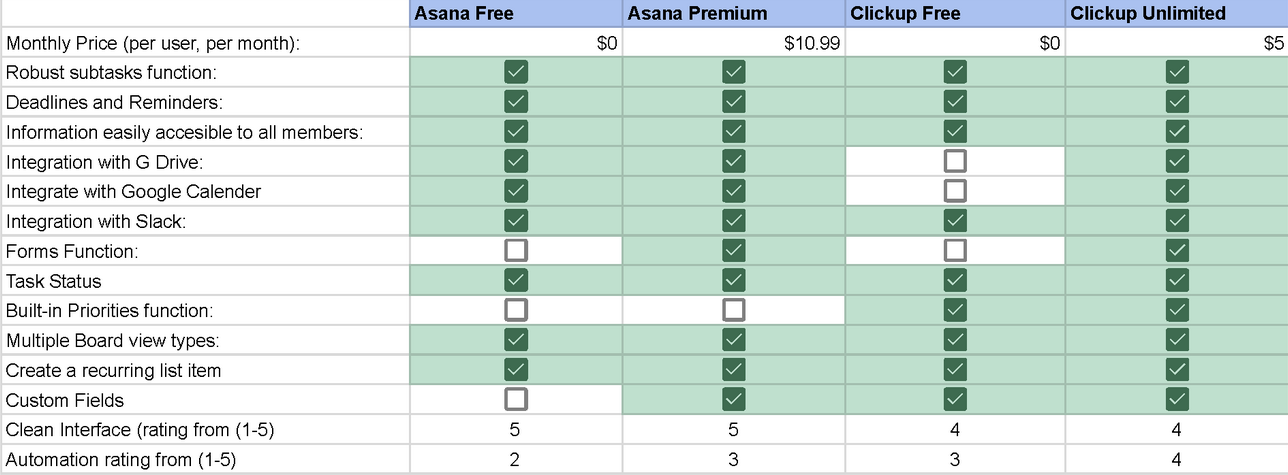 Asana Free Asana Premium Clickup Free Clickup Unlimited
Monthly Price (per user, per month): $0 $10.99 $0 $5
Robust subtasks function:
Deadlines and Reminders:
Information easily accesible to all members:
Integration with G Drive:
Integrate with Google Calender
Integration with Slack:
Forms Function:
Task Status
Built-in Priorities function:
Multiple Board view types:
Create a recurring list item
Custom Fields
Clean Interface (rating from (1-5) 5 5 4 4
Automation rating from (1-5) 2 3 3 4